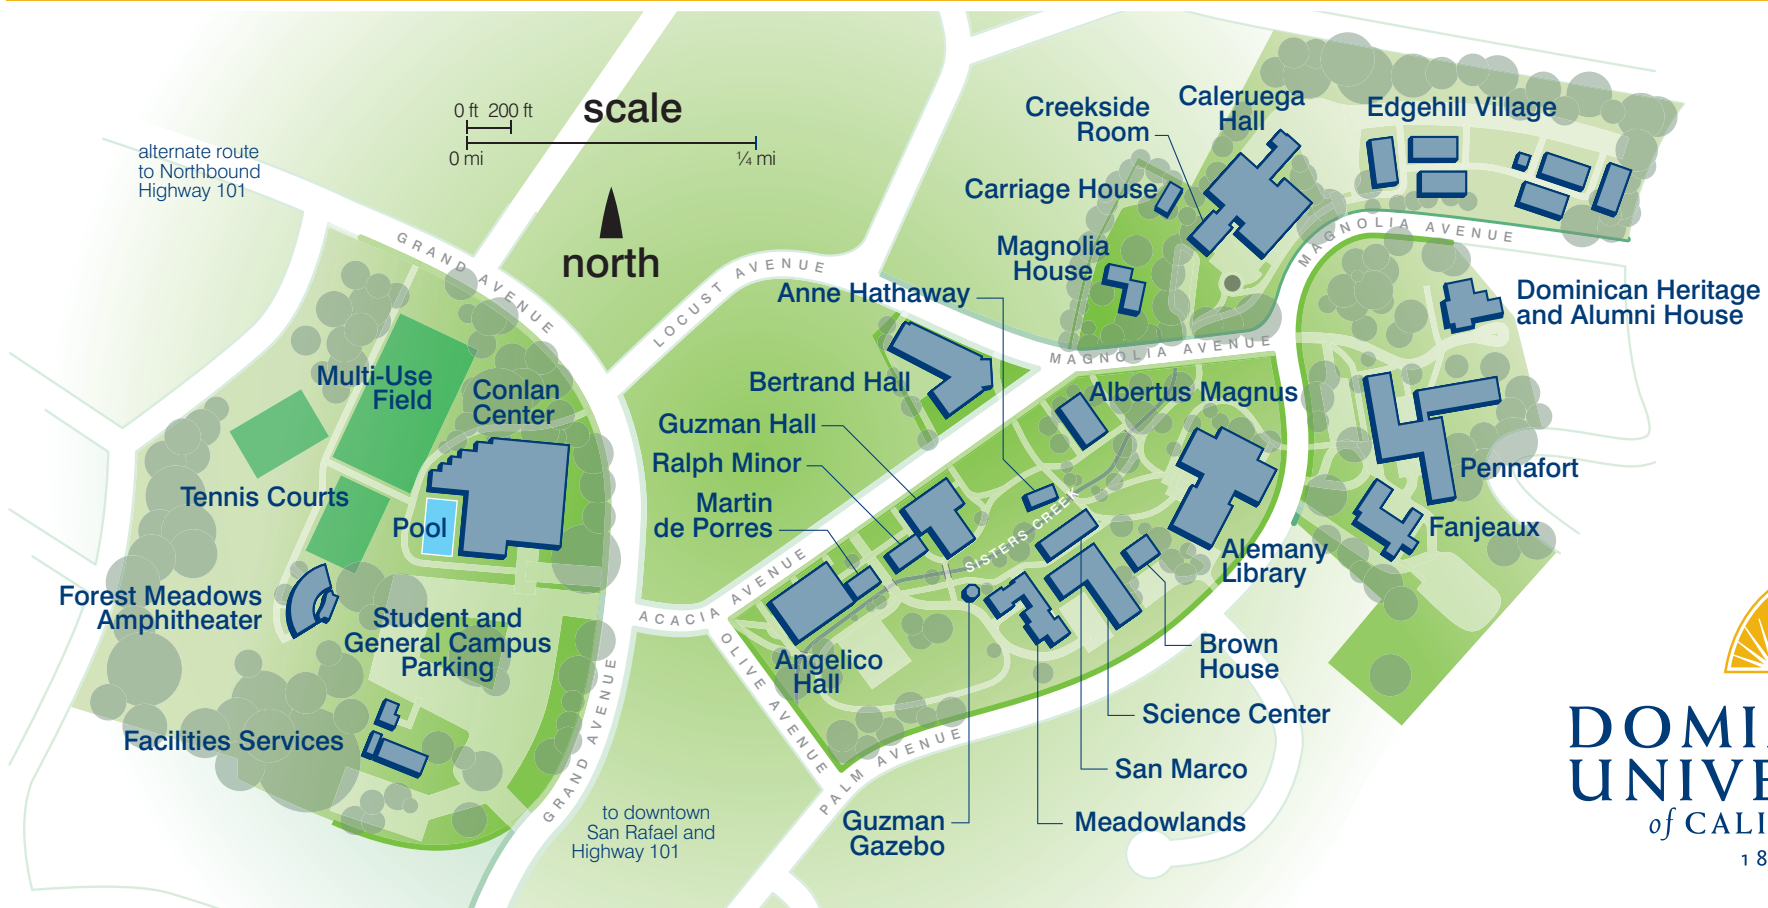 0 ft 200 ft
scale
0 mi
¼ mi
north
alternate route
to Northbound
Highway 101
GRAND AVENUE
LOCUST AVENUE
Creekside
Room
Caleruega
Hall
Edgehill Village
Carriage House
Magnolia
House
MAGNOLIA AVENUE
Anne Hathaway
Dominican Heritage
and Alumni House
MAGNOLIA AVENUE
Multi-Use
Field
Conlan
Center
Bertrand Hall
Albertus Magnus
Guzman Hall
Ralph Minor
Martin
de Porres
Pennafort
Tennis Courts
Pool
SISTERS CREEK
Fanjeaux
Alemany
Library
Forest Meadows
Amphitheater
Student and
General Campus
Parking
ACACIA AVENUE
OLIVE AVENUE
Angelico
Hall
Brown
House
Science Center
San Marco
Meadowlands
Guzman
Gazebo
PALM AVENUE
Facilities Services
GRAND AVENUE
to downtown
San Rafael and
Highway 101
DOMI
UNIVE
of CALI
18